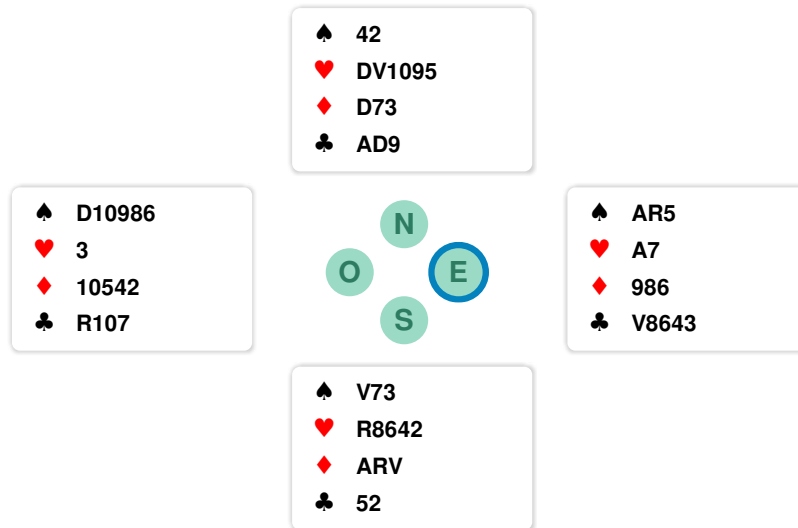 ♠ 42
♥ DV1095
♦ D73
♣ AD9
♠ D10986
♥ 3
♦ 10542
♣ R107
N
O
E
S
♠ AR5
♥ A7
♦ 986
♣ V8643
♠ V73
♥ R8642
♦ ARV
♣ 52